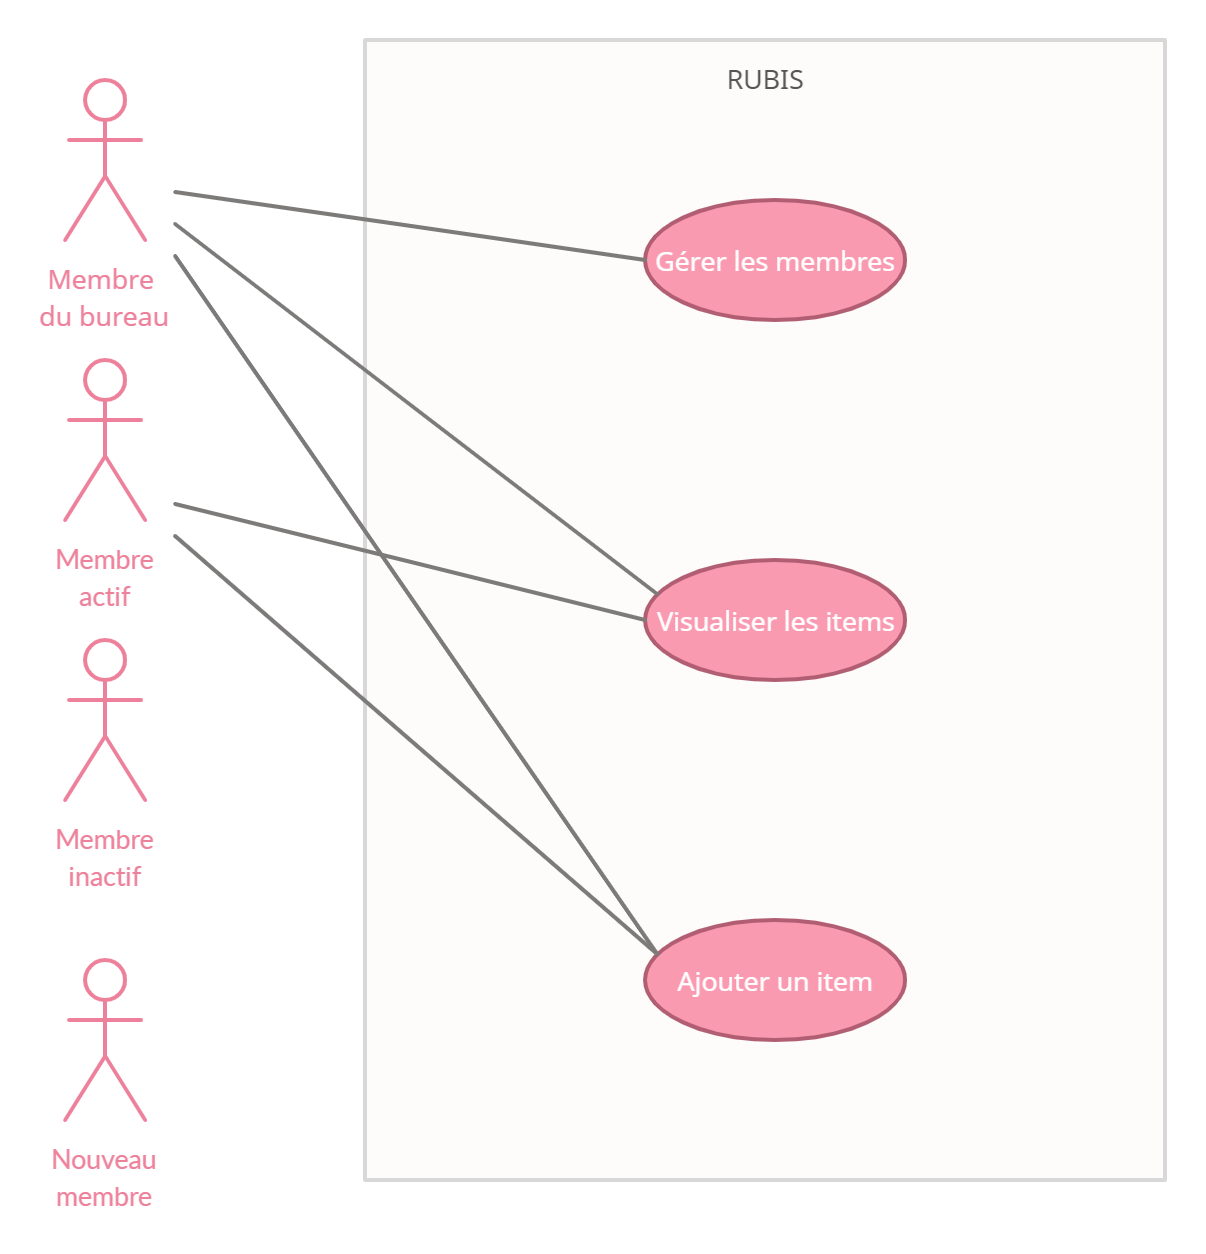 RUBIS
Membre
du bureau
Gérer les membres
Membre
actif
Visualiser les items
Membre
inactif
Ajouter un item
Nouveau
membre